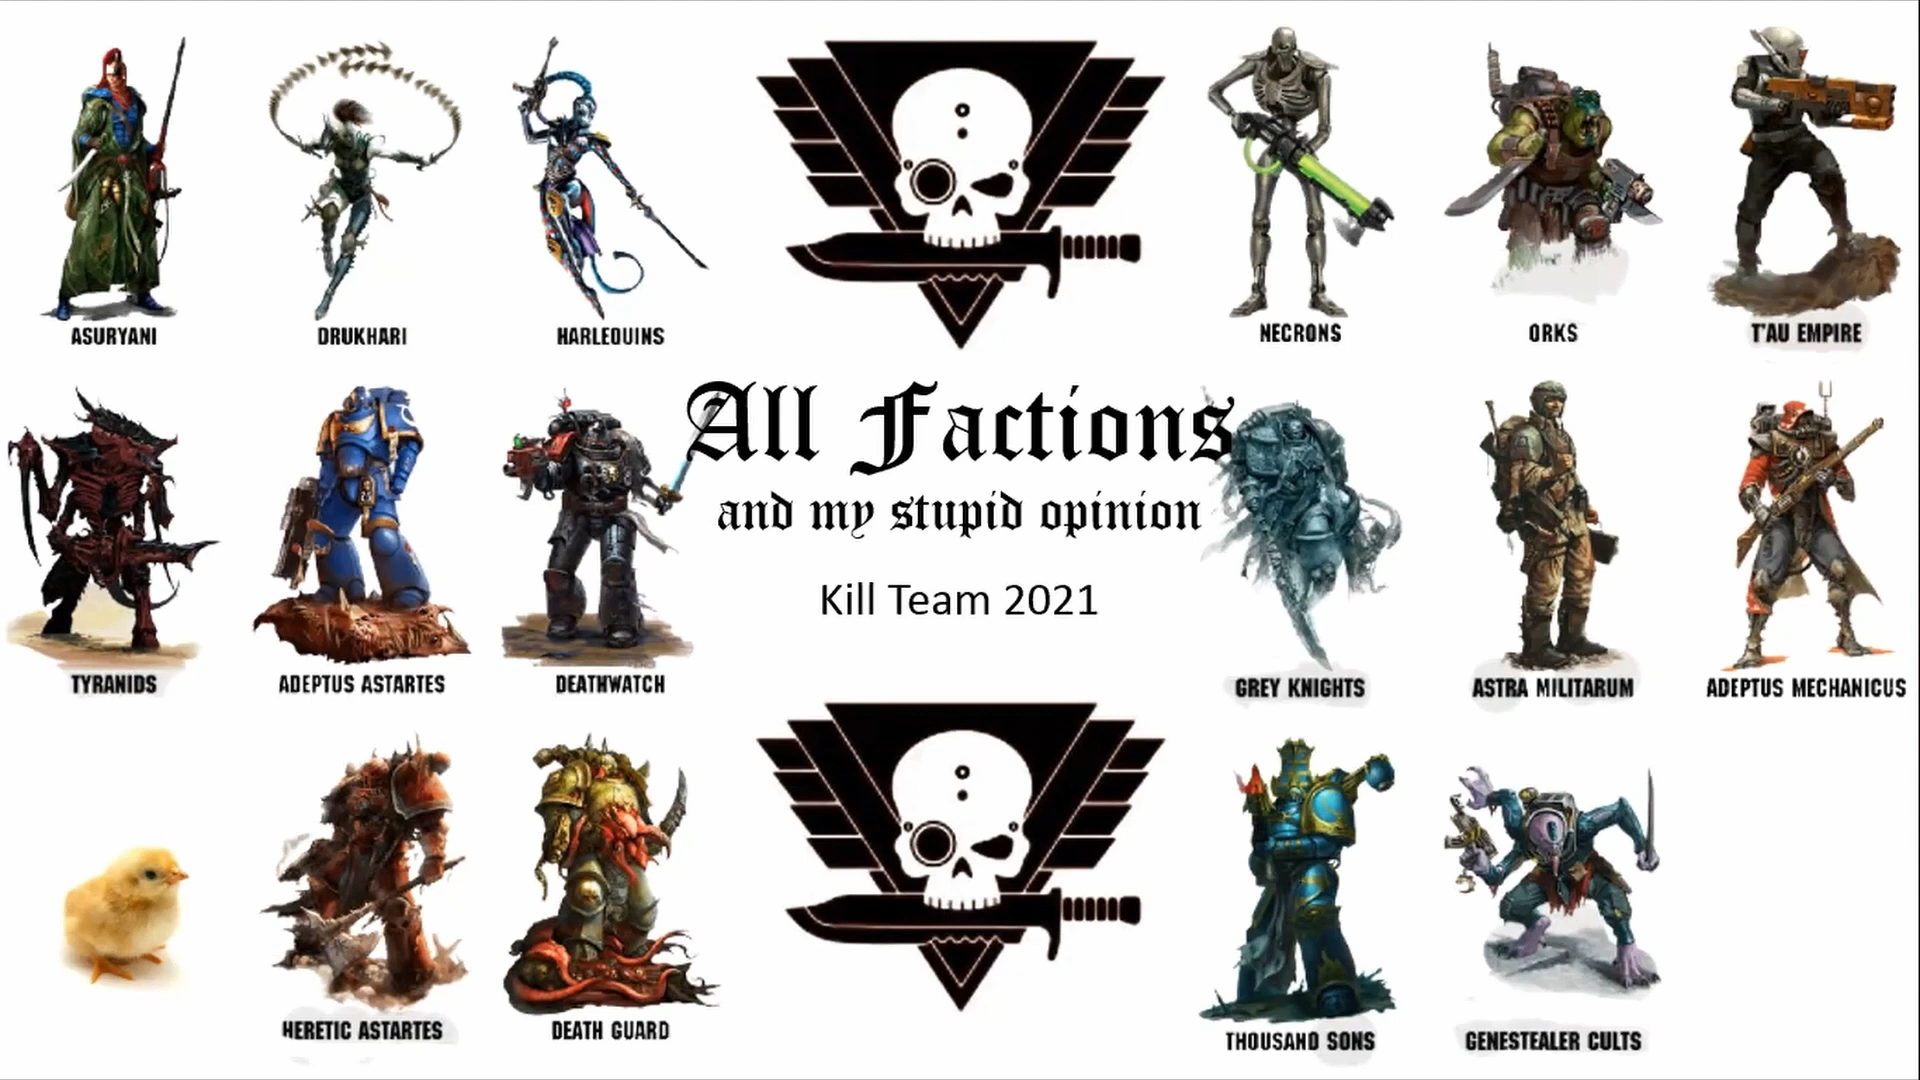 ASURYANI
DRUKHARI
HARLEQUINS
NECRONS
ORKS
T'AU EMPIRE
All Factions
and my stupid opinion
Kill Team 2021
TYRANIDS
ADEPTUS ASTARTES
DEATHWATCH
GREY KNIGHTS
ASTRA MILITARUM
ADEPTUS MECHANICUS
HERETIC ASTARTES
DEATH GUARD
THOUSAND SONS
GENESTEALER CULTS